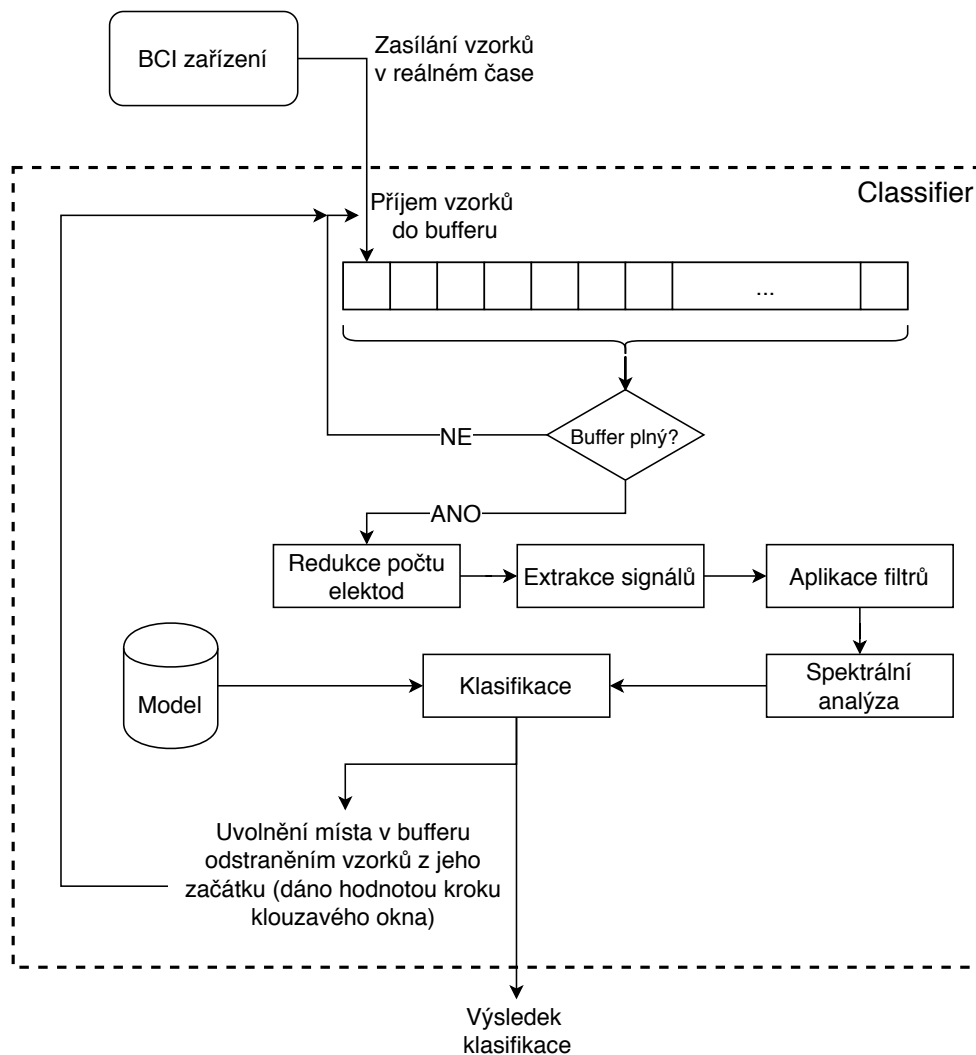 BCI zařízení
Zasílání vzorků
v reálném čase
Classifier
Příjem vzorků
do bufferu
...
Buffer plný?
NE
ANO
Redukce počtu
elektod
Extrakce signálů
Aplikace filtrů
Model
Klasifikace
Spektrální
analýza
Uvolnění místa v bufferu
odstraněním vzorků z jeho
začátku (dáno hodnotou kroku
klouzavého okna)
Výsledek
klasifikace